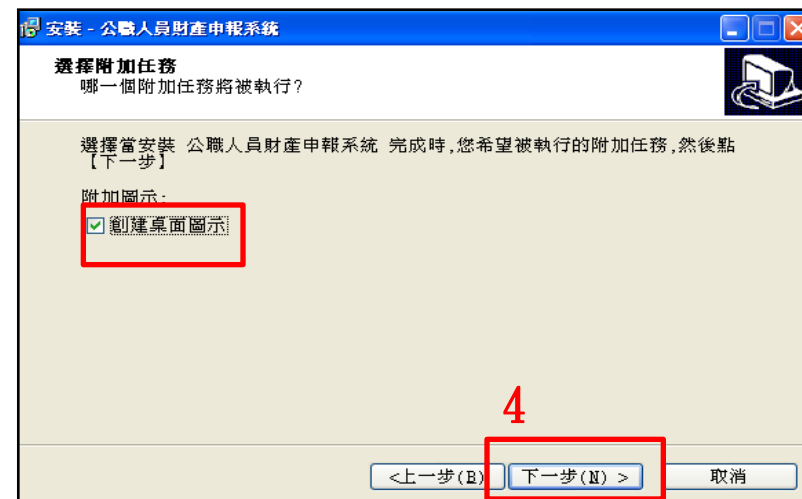 安裝 - 公職人員財產申報系統
選擇附加任務
哪一個附加任務將被執行?
選擇當安裝 公職人員財產申報系統 完成時,您希望被執行的附加任務,然後點
【下一步】
附加圖示:
創建桌面圖示
4
<上一步(B) 下一步(N) > 取消